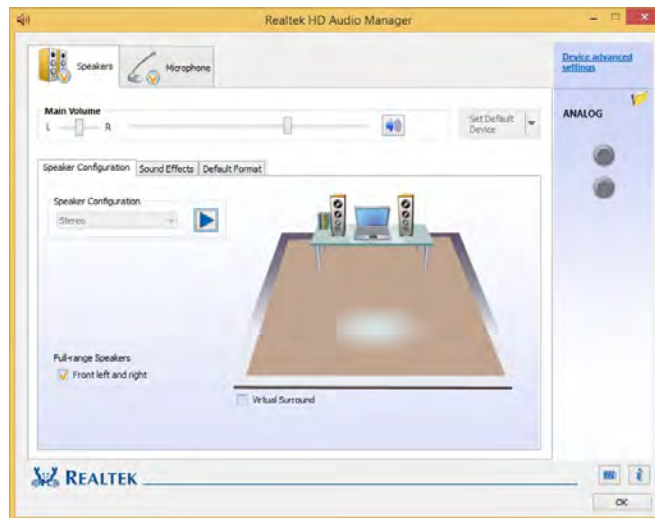 Realtek HD Audio Manager
Speakers
Microphone
Device advanced
settings
Main Volume
L
R
Set Default
Device
ANALOG
Speaker Configuration
Sound Effects
Default Format
Speaker Configuration
Stereo
Full-range Speakers
Front left and right
Virtual Surround
REALTEK
OK